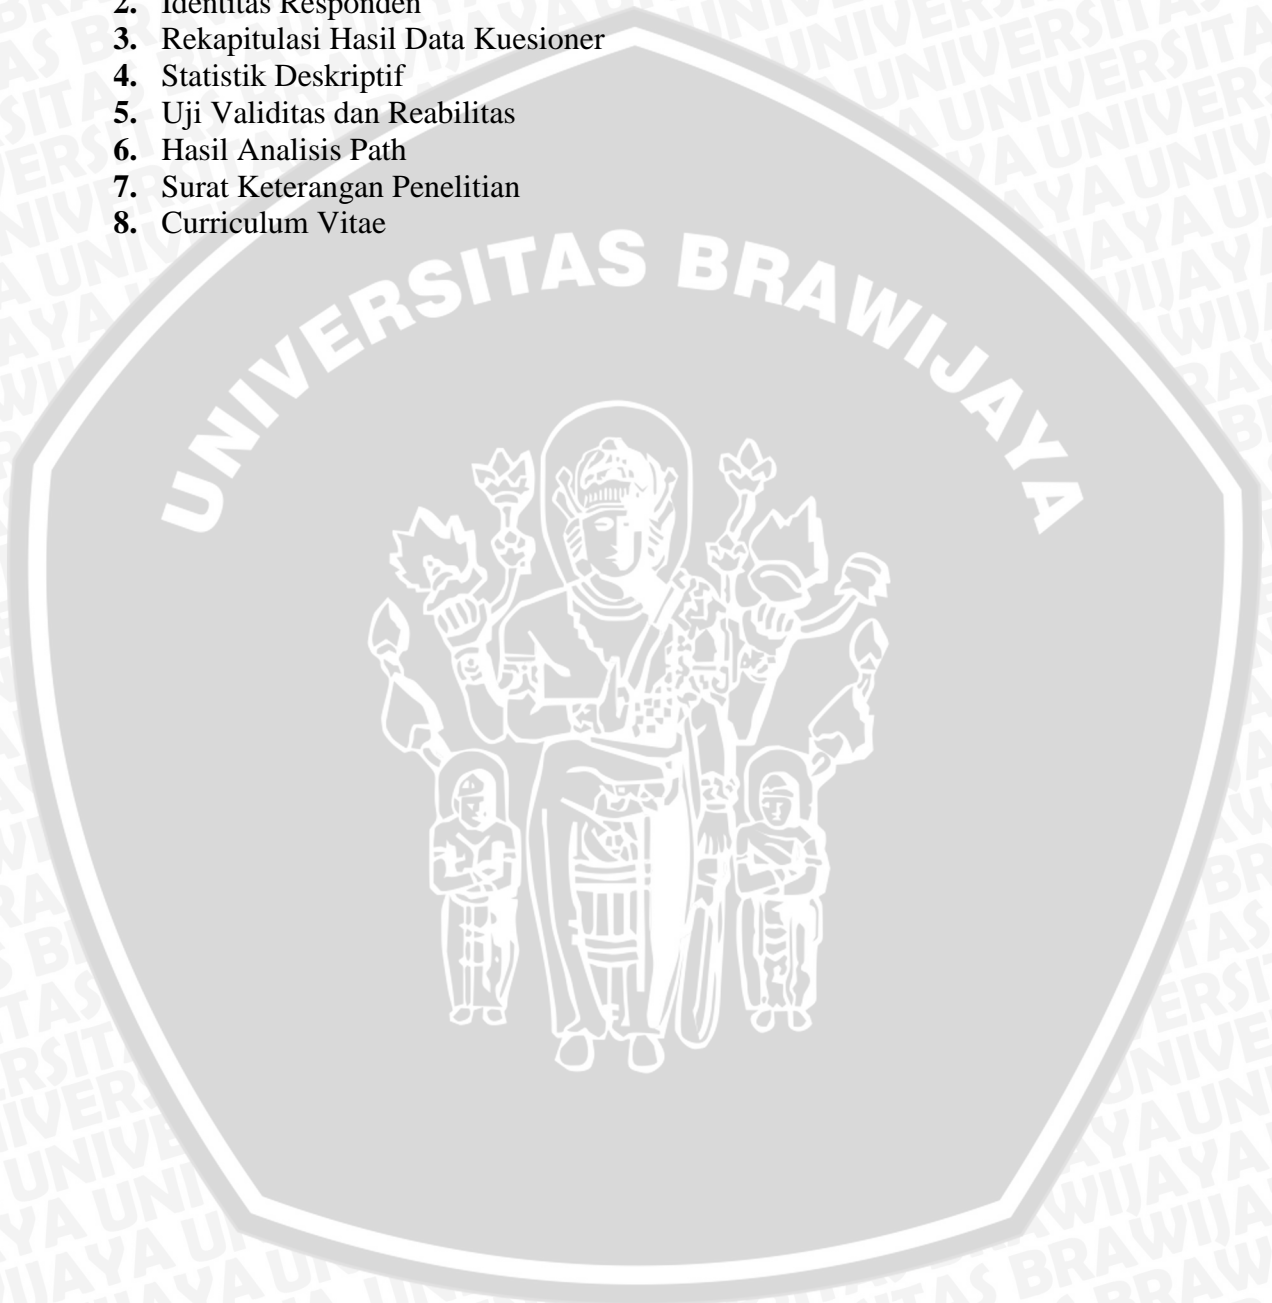 2. Identitas Responden
3. Rekapitulasi Hasil Data Kuesioner
4. Statistik Deskriptif
5. Uji Validitas dan Reabilitas
6. Hasil Analisis Path
7. Surat Keterangan Penelitian
8. Curriculum Vitae
UNIVERSITAS BRAWIJAYA